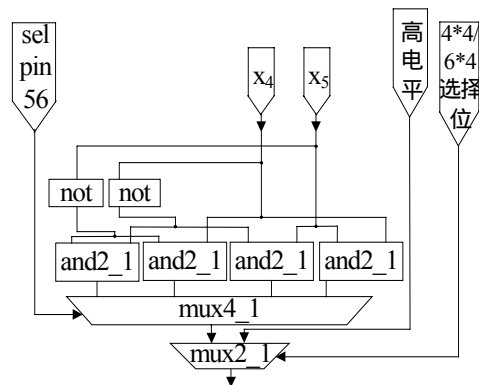 sel
pin
56
x4
x5
高
电
平
4*4/
6*4
选择
位
not
not
and2_1
and2_1
and2_1
and2_1
mux4_1
mux2_1